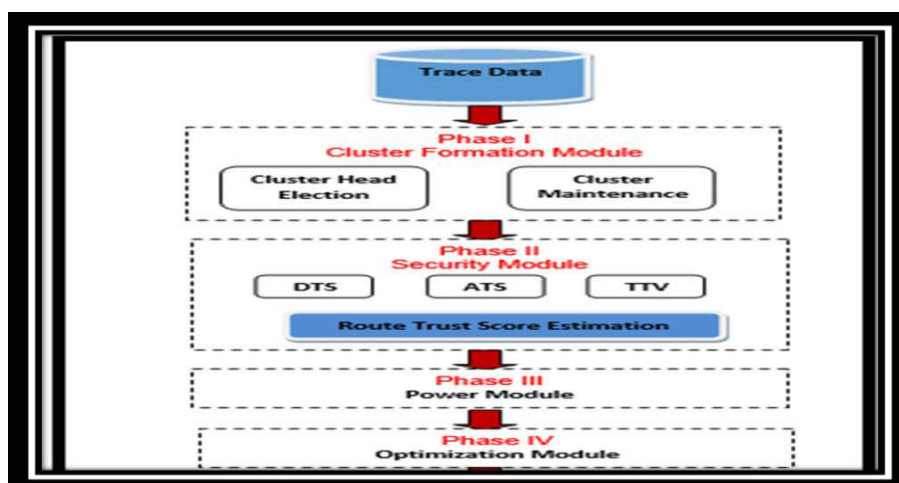 Trace Data
Phase I
Cluster Formation Module
Cluster Head
Election
Cluster
Maintenance
Phase II
Security Module
DTS
ATS
TTV
Route Trust Score Estimation
Phase III
Power Module
Phase IV
Optimization Module